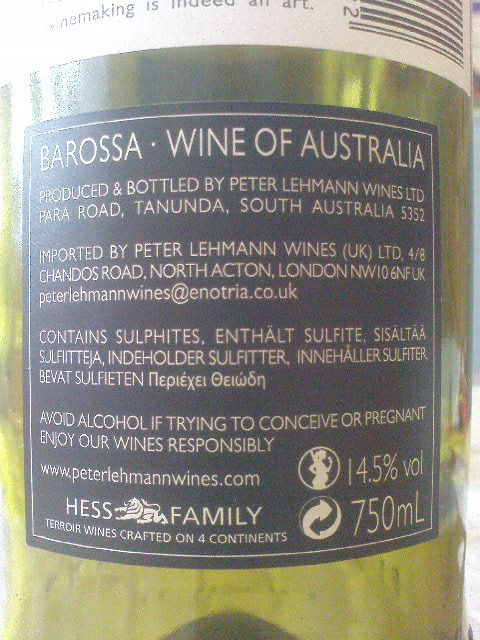 winemaking is indeed an art.
BAROSSA · WINE OF AUSTRALIA
PRODUCED & BOTTLED BY PETER LEHMANN WINES LTD
PARA ROAD, TANUNDA, SOUTH AUSTRALIA 5352
IMPORTED BY PETER LEHMANN WINES (UK) LTD, 4/8
CHANDOS ROAD, NORTH ACTON, LONDON NW10 6NF UK
peterlehmannwines@enotria.co.uk
CONTAINS SULPHITES, ENTHÄLT SULFITE, SISÄLTÄÄ
SULFIITTEJA, INDEHOLDER SULFITTER, INNEHÅLLER SULFITER,
BEVAT SULFIETEN Περιέχει Θειώδη
AVOID ALCOHOL IF TRYING TO CONCEIVE OR PREGNANT
ENJOY OUR WINES RESPONSIBLY
www.peterlehmannwines.com
14.5% vol
HESS FAMILY
750mL
TERROIR WINES CRAFTED ON 4 CONTINENTS